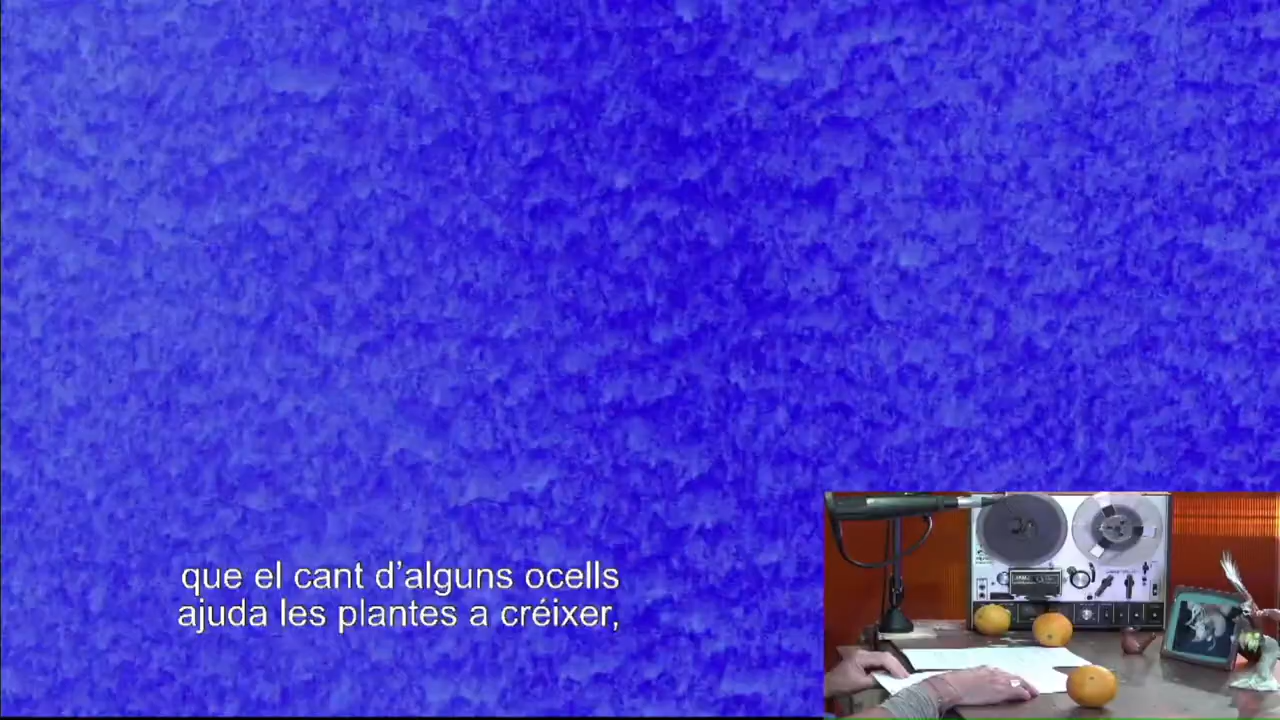 que el cant d’alguns ocells
ajuda les plantes a créixer,